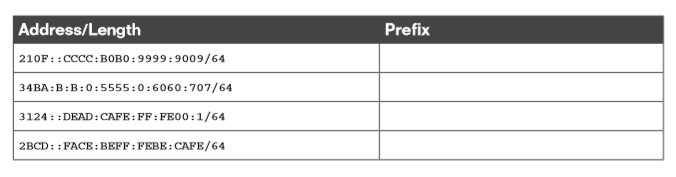 Address/Length Prefix
210F::CCCC:B0B0:9999:9009/64
34BA:B:B:0:5555:0:6060:707/64
3124::DEAD:CAFE:FF:FE00:1/64
2BCD::FACE:BEFF:FEBE:CAFE/64